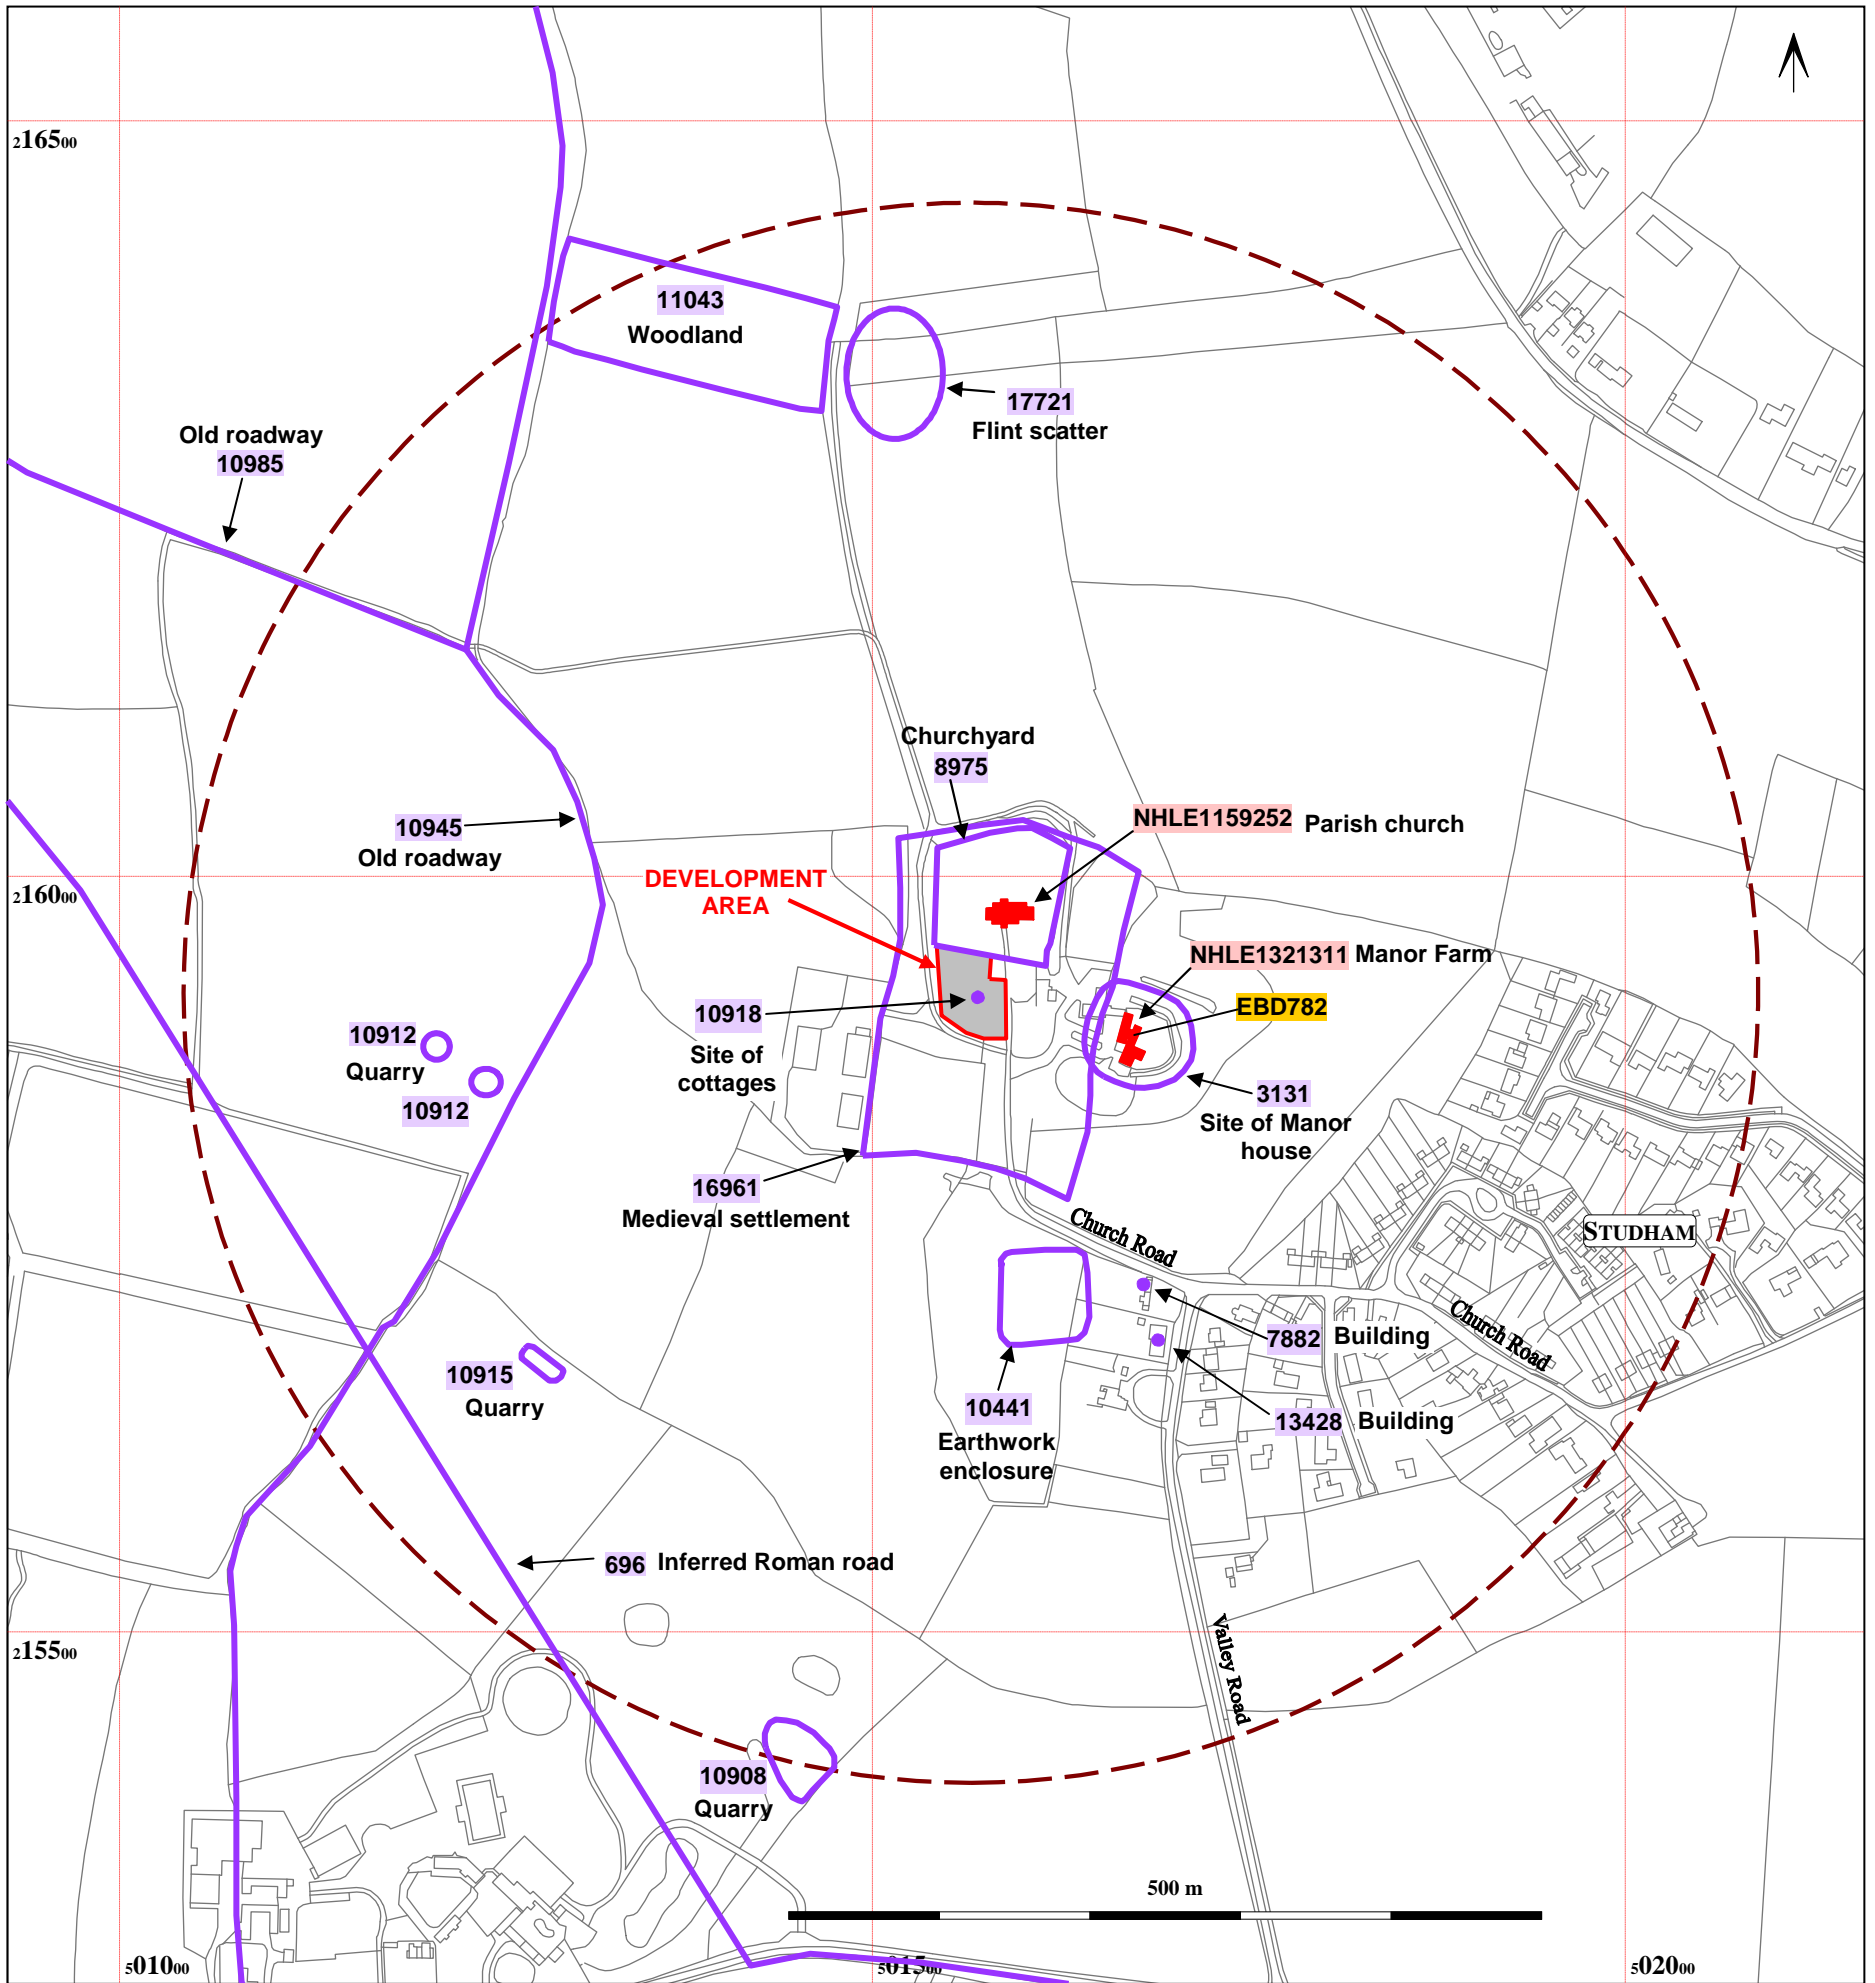 216500
11043
Woodland
17721
Flint scatter
Old roadway
10985
Churchyard
8975
NHLE1159252 Parish church
10945
Old roadway
DEVELOPMENT
AREA
216000
NHLE1321311 Manor Farm
EBD782
10918
Site of
cottages
10912
Quarry
10912
3131
Site of Manor
house
16961
Medieval settlement
Church Road
STUDHAM
7882 Building
Church Road
10915
Quarry
10441
Earthwork
enclosure
13428 Building
696 Inferred Roman road
215500
Valley Road
10908
Quarry
500 m
501000
501500
502000